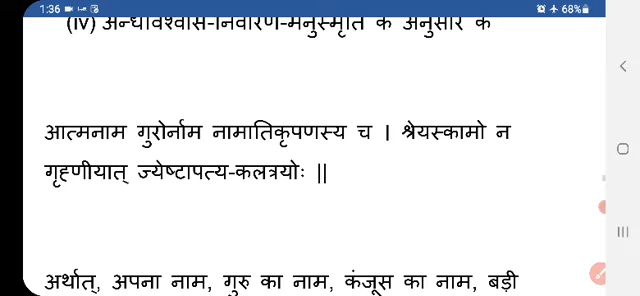 1:36
68%
(iv) अन्धविश्वास-निवारण-मनुस्मृति के अनुसार के
आत्मनाम गुरोर्नाम नामातिकृपणस्य च । श्रेयस्कामो न
गृह्णीयात् ज्येष्टापत्य-कलत्रयोः ||
अर्थात्, अपना नाम, गुरु का नाम, कंजूस का नाम, बड़ी